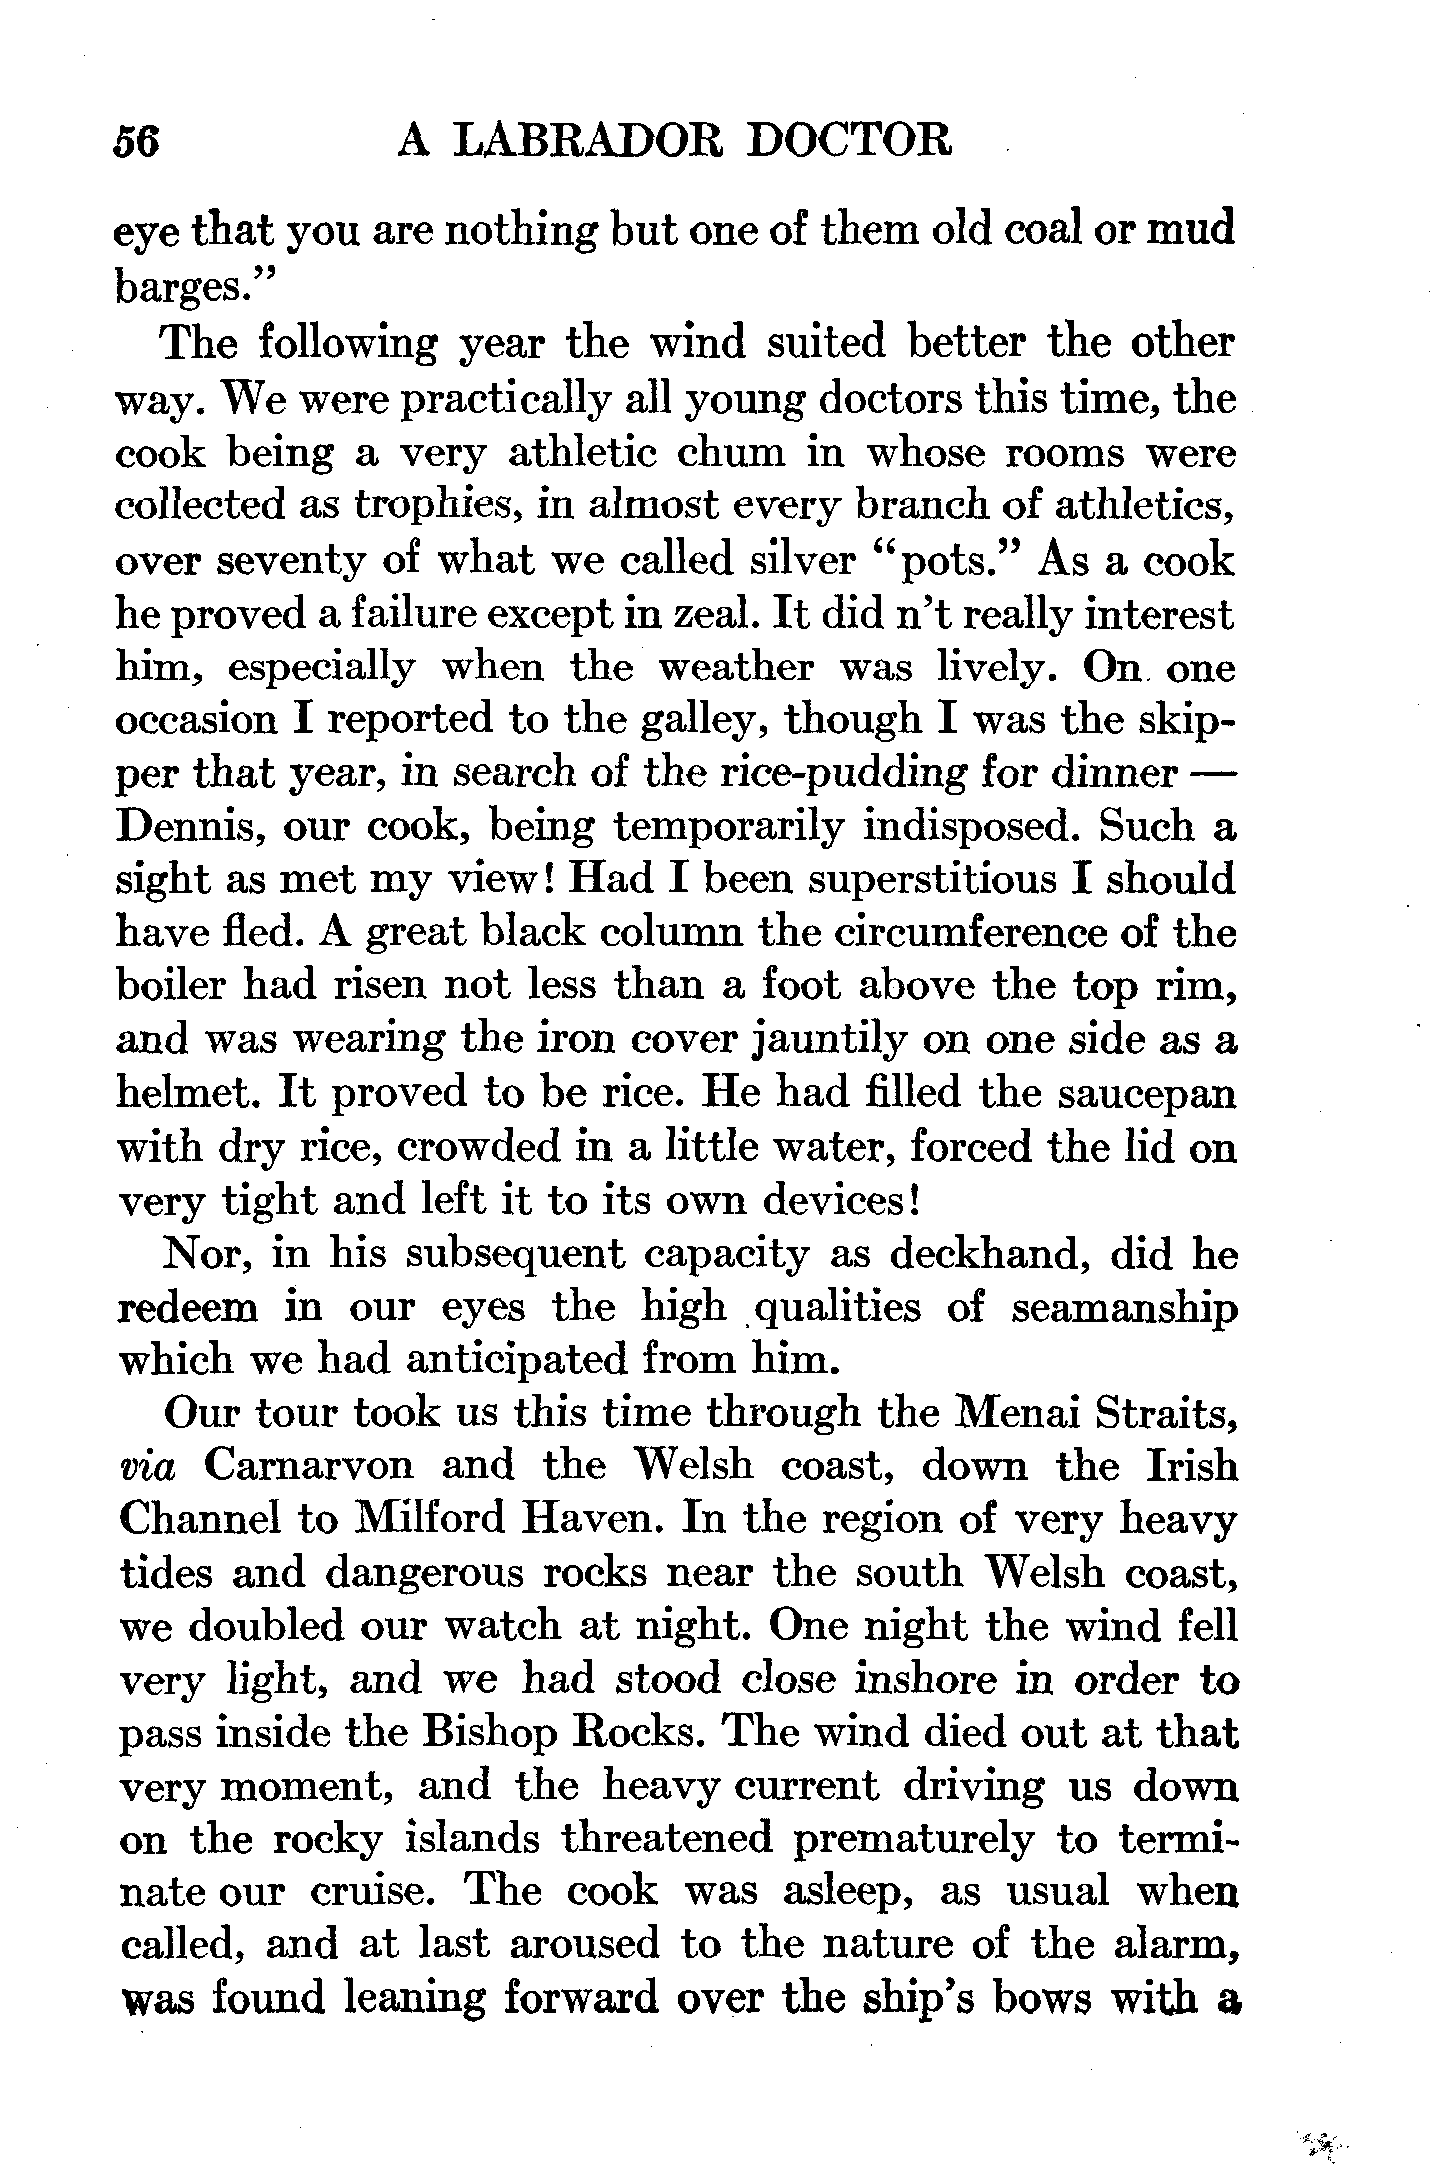 56 A LABRADOR DOCTOR
eye that you are nothing but one of them old coal or mud
barges."
The following year the wind suited better the other
way. We were practically all young doctors this time, the
cook being a very athletic chum in whose rooms were
collected as trophies, in almost every branch of athletics,
over seventy of what we called silver "pots." As a cook
he proved a failure except in zeal. It did n't really interest
him, especially when the weather was lively. On one
occasion I reported to the galley, though I was the skip-
per that year, in search of the rice-pudding for dinner —
Dennis, our cook, being temporarily indisposed. Such a
sight as met my view! Had I been superstitious I should
have fled. A great black column the circumference of the
boiler had risen not less than a foot above the top rim,
and was wearing the iron cover jauntily on one side as a
helmet. It proved to be rice. He had filled the saucepan
with dry rice, crowded in a little water, forced the lid on
very tight and left it to its own devices!
Nor, in his subsequent capacity as deckhand, did he
redeem in our eyes the high qualities of seamanship
which we had anticipated from him.
Our tour took us this time through the Menai Straits,
via Carnarvon and the Welsh coast, down the Irish
Channel to Milford Haven. In the region of very heavy
tides and dangerous rocks near the south Welsh coast,
we doubled our watch at night. One night the wind fell
very light, and we had stood close inshore in order to
pass inside the Bishop Rocks. The wind died out at that
very moment, and the heavy current driving us down
on the rocky islands threatened prematurely to termi-
nate our cruise. The cook was asleep, as usual when
called, and at last aroused to the nature of the alarm,
was found leaning forward over the ship's bows with a